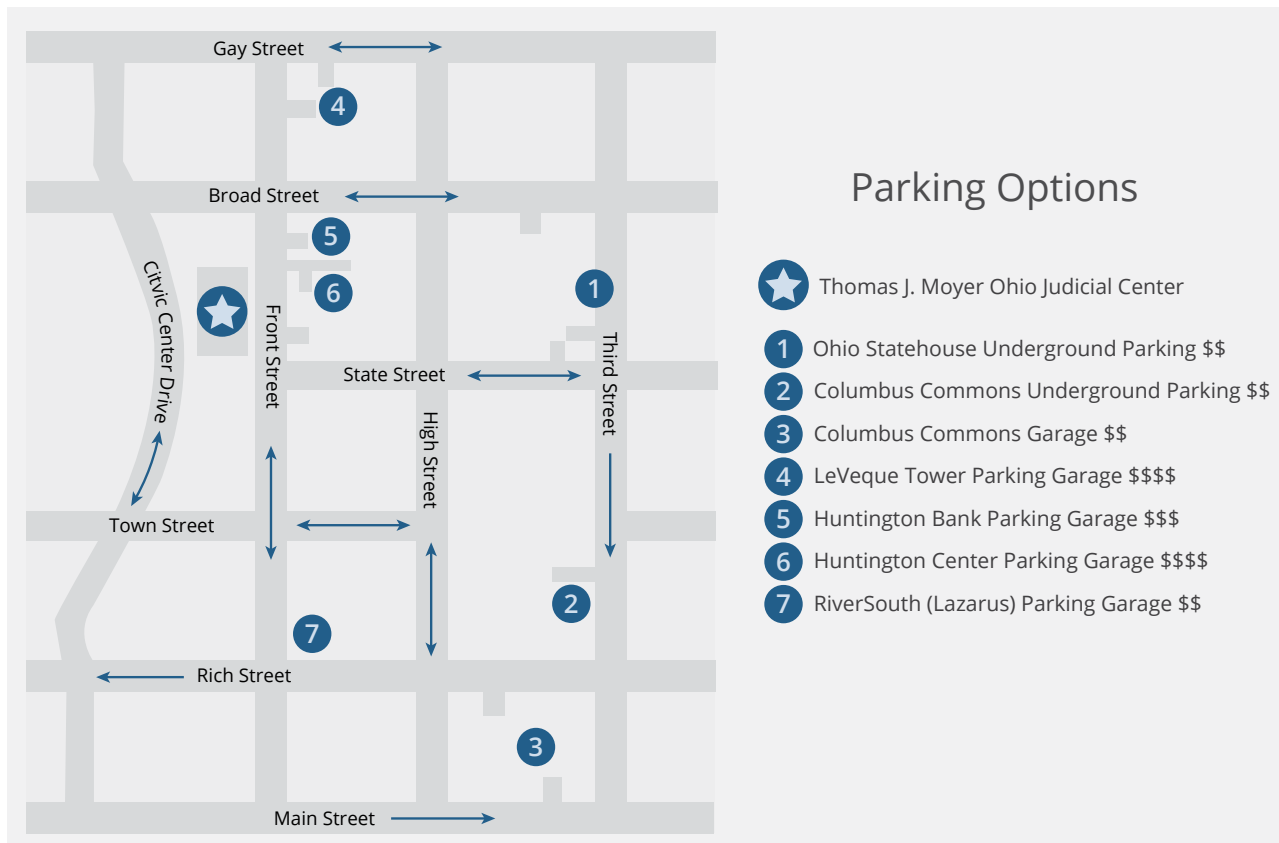 Gay Street
4
Broad Street
5
6
1
Citvic Center Drive
Front Street
Third Street
State Street
High Street
Town Street
2
7
Rich Street
3
Main Street
Parking Options
Thomas J. Moyer Ohio Judicial Center
1 Ohio Statehouse Underground Parking $$
2 Columbus Commons Underground Parking $$
3 Columbus Commons Garage $$
4 LeVeque Tower Parking Garage $$$$
5 Huntington Bank Parking Garage $$$
6 Huntington Center Parking Garage $$$$
7 RiverSouth (Lazarus) Parking Garage $$